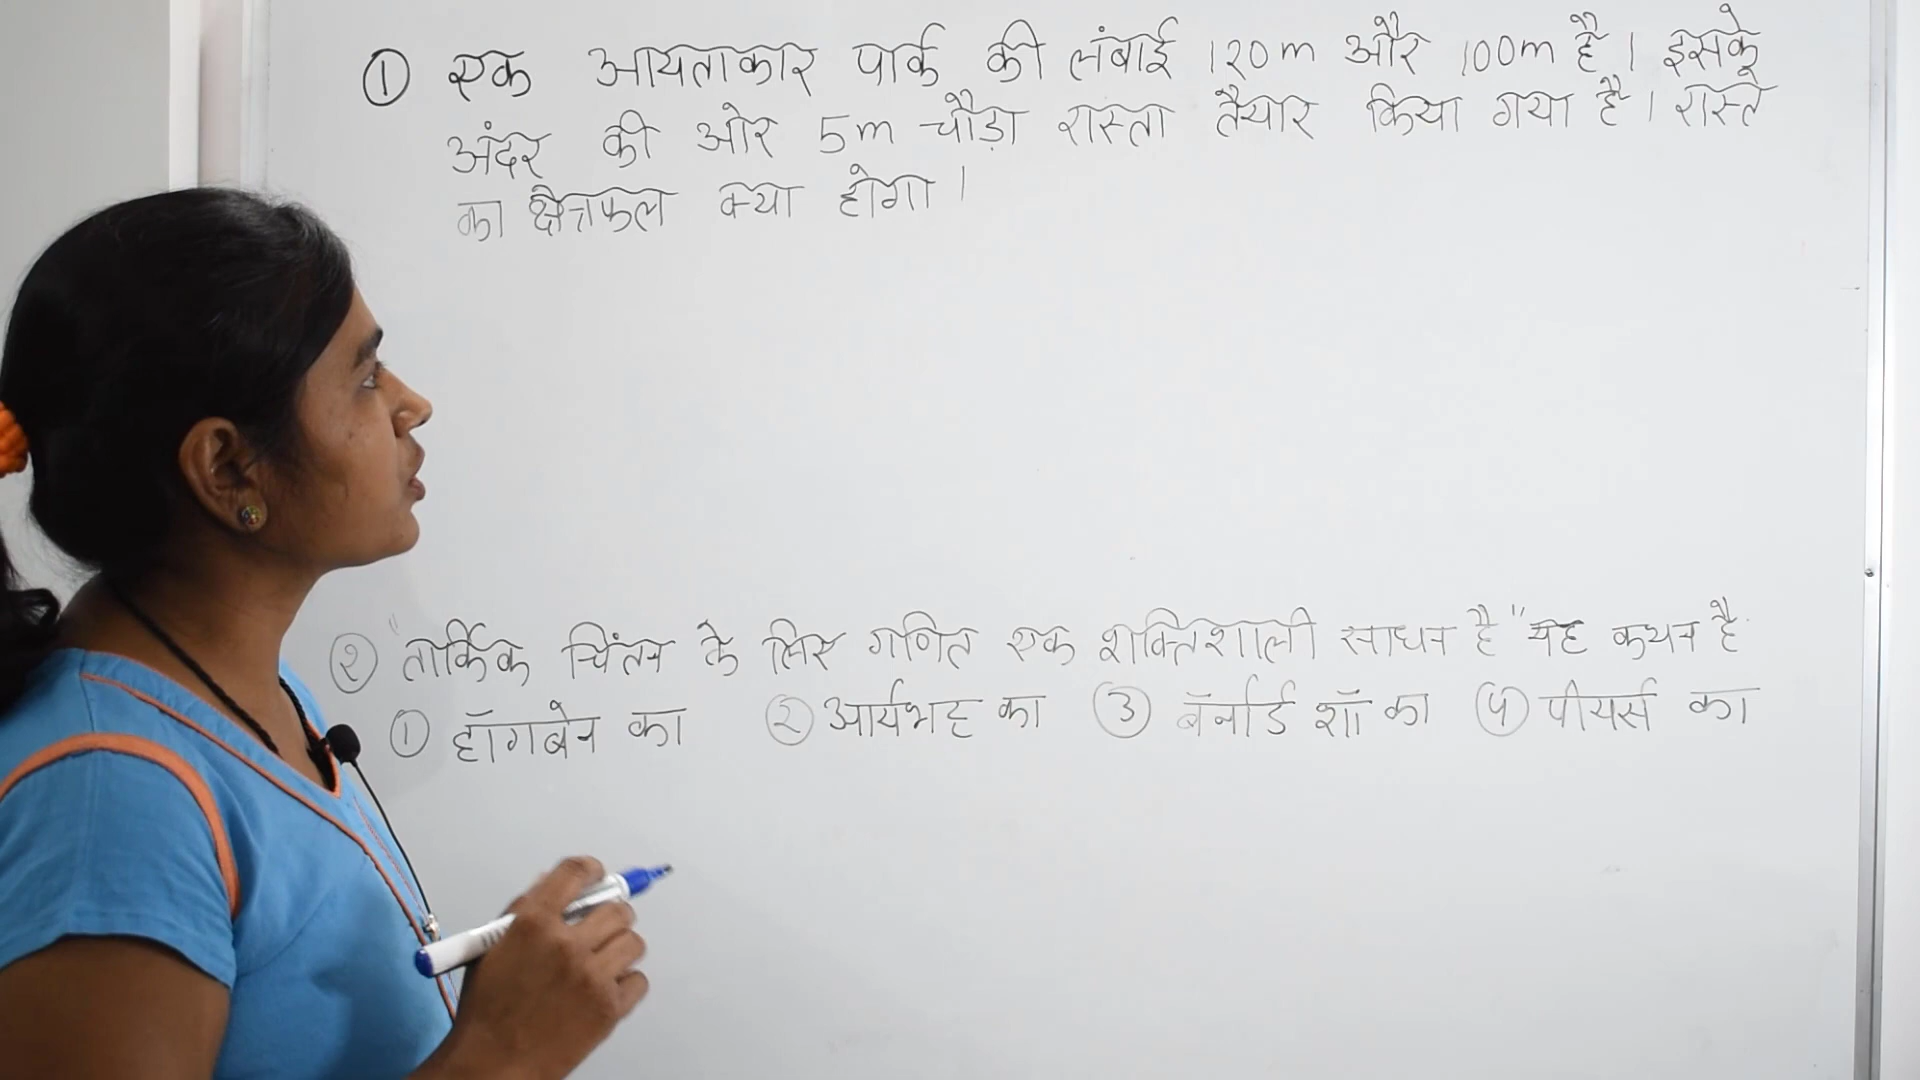 ① एक आयताकार पार्क की लंबाई 120m और 100m है। इसके
अंदर की ओर 5m चौड़ा रास्ता तैयार किया गया है। रास्ते
का क्षेत्रफल क्या होगा।
② "तार्किक चिंतन के लिए गणित एक शक्तिशाली साधन है" यह कथन है
① हॉगबेन का ② आर्यभट्ट का ③ बॅर्नार्ड शॉ का ④ पीयर्स का